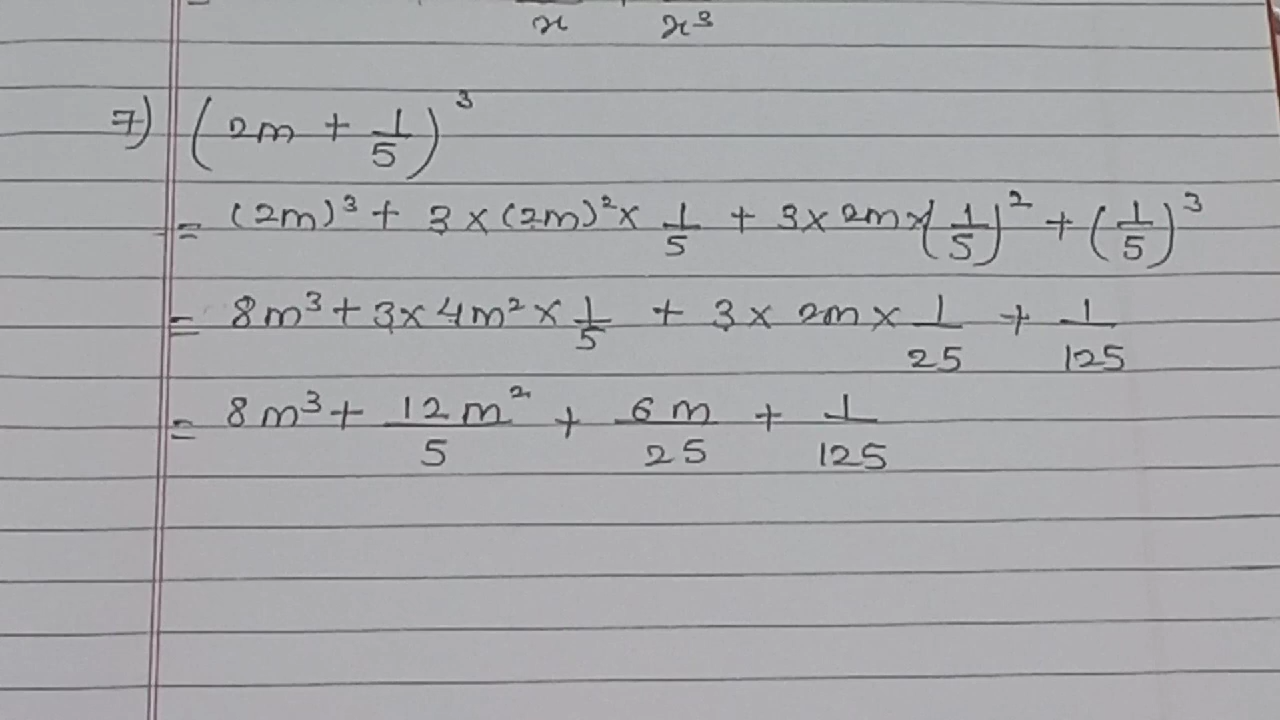 x x³
7) (2m + 1/5)³
= (2m)³ + 3 × (2m)² × 1/5 + 3 × 2m × (1/5)² + (1/5)³
= 8m³ + 3 × 4m² × 1/5 + 3 × 2m × 1/25 + 1/125
= 8m³ + 12m²/5 + 6m/25 + 1/125